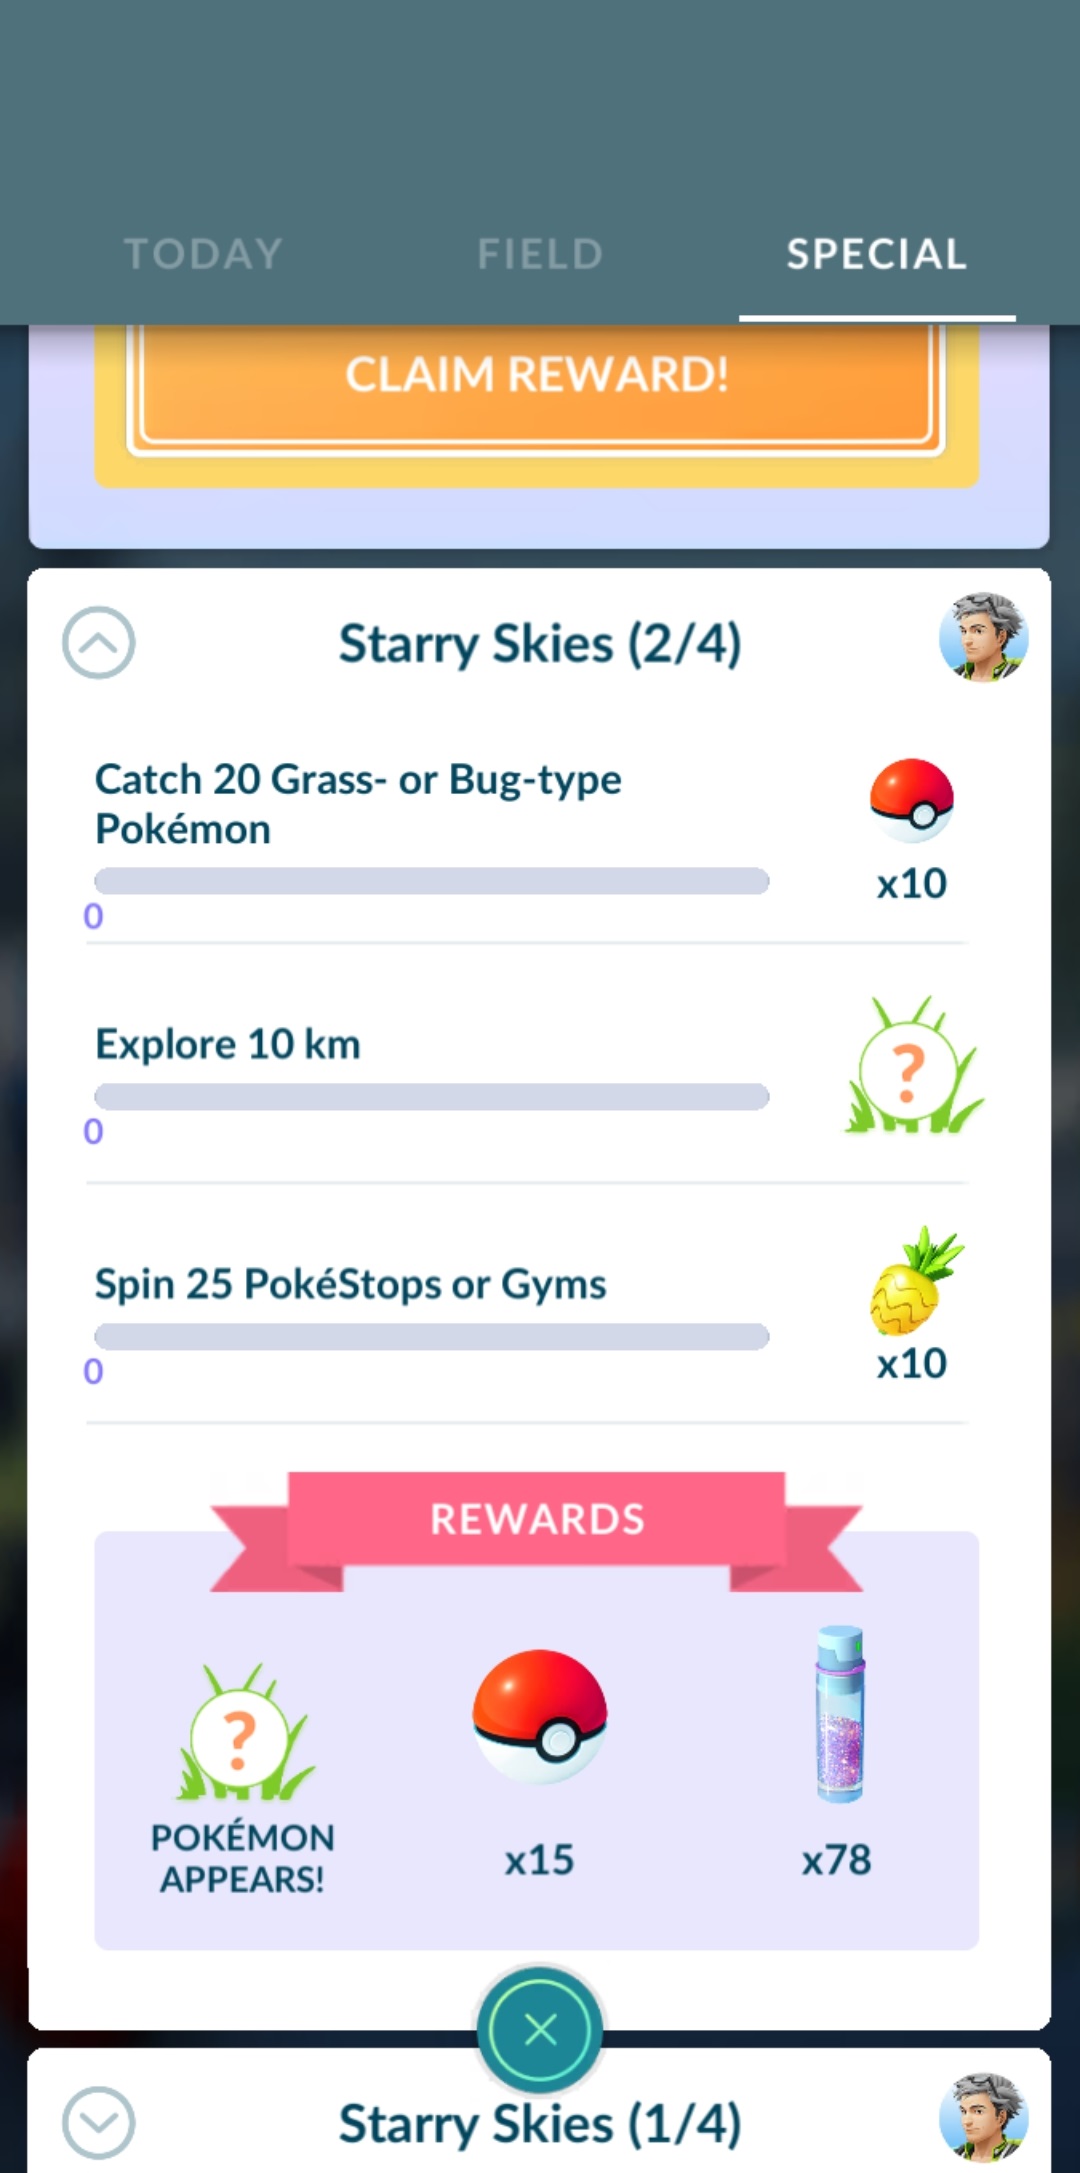 TODAY FIELD SPECIAL
CLAIM REWARD!
Starry Skies (2/4)
Catch 20 Grass- or Bug-type
Pokémon
x10
0
Explore 10 km
?
0
Spin 25 PokéStops or Gyms
x10
0
REWARDS
?
POKÉMON
APPEARS!
x15
x78
Starry Skies (1/4)